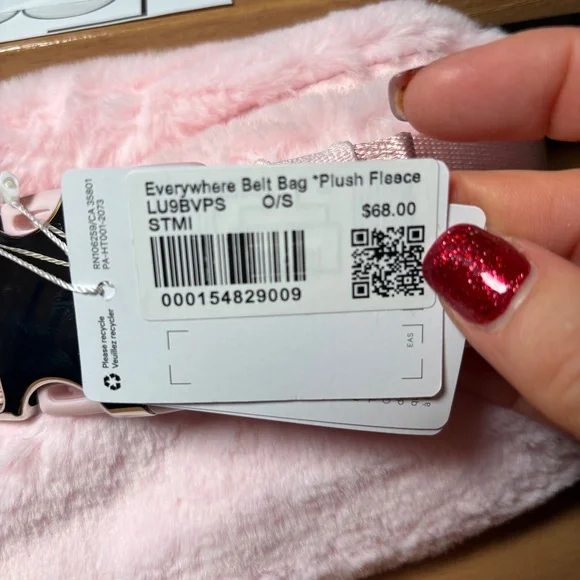 Everywhere Belt Bag *Plush Fleece
LU9BVPS O/S
$68.00
STMI
000154829009
RN106259/CA 35801
PA-HT001-2073
Please recycle
Veuillez recycler
EAS